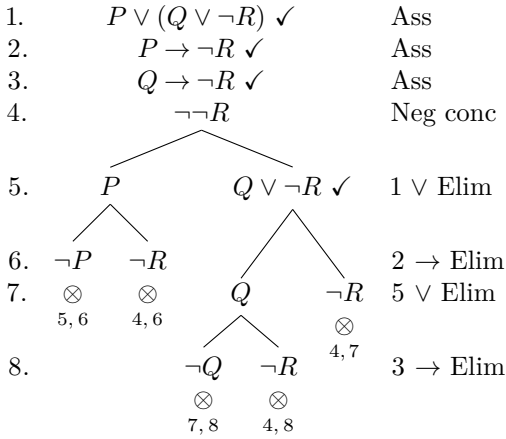 1. P ∨ (Q ∨ ¬R) ✓ Ass
2. P → ¬R ✓ Ass
3. Q → ¬R ✓ Ass
4. ¬¬R Neg conc
5. P Q ∨ ¬R ✓ 1 ∨ Elim
6. ¬P ¬R 2 → Elim
7. ⊗ ⊗ Q ¬R 5 ∨ Elim
5, 6 4, 6 ⊗
4, 7
8. ¬Q ¬R 3 → Elim
⊗ ⊗
7, 8 4, 8